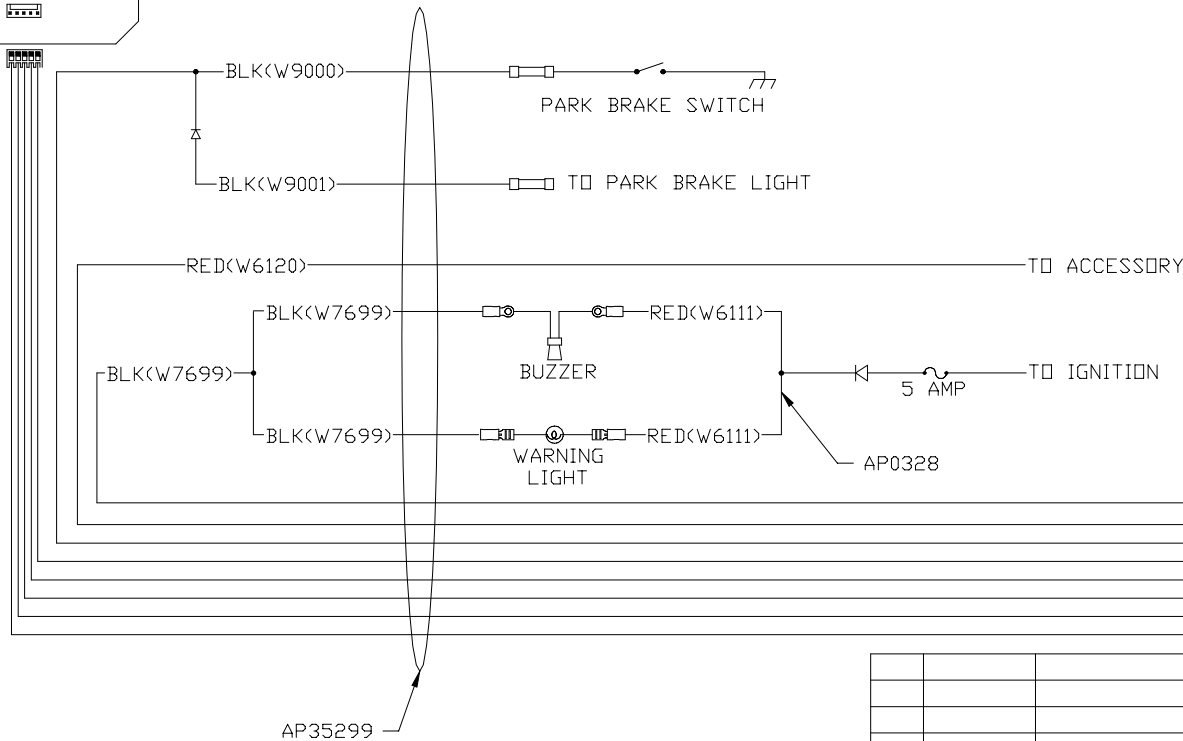 BLK(W9000)
PARK BRAKE SWITCH
BLK(W9001)
TO PARK BRAKE LIGHT
RED(W6120)
TO ACCESSORY
BLK(W7699)
RED(W6111)
BUZZER
BLK(W7699)
TO IGNITION
5 AMP
BLK(W7699)
RED(W6111)
WARNING
LIGHT
AP0328
AP35299